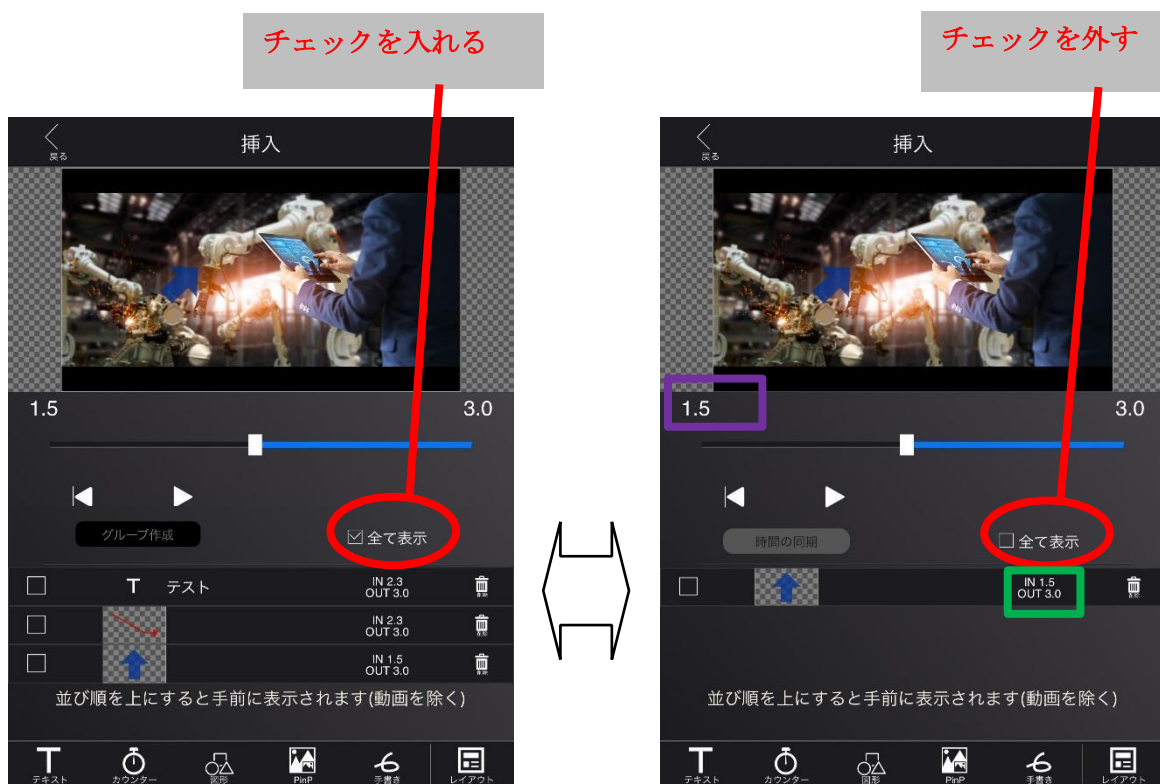 チェックを入れる
チェックを外す
戻る
挿入
1.5
3.0
グループ作成
全て表示
T テスト
IN 2.3
OUT 3.0
削除
IN 2.3
OUT 3.0
削除
IN 1.5
OUT 3.0
削除
並び順を上にすると手前に表示されます(動画を除く)
テキスト
カウンター
図形
PinP
手書き
レイアウト
戻る
挿入
1.5
3.0
時間の同期
全て表示
IN 1.5
OUT 3.0
削除
並び順を上にすると手前に表示されます(動画を除く)
テキスト
カウンター
図形
PinP
手書き
レイアウト